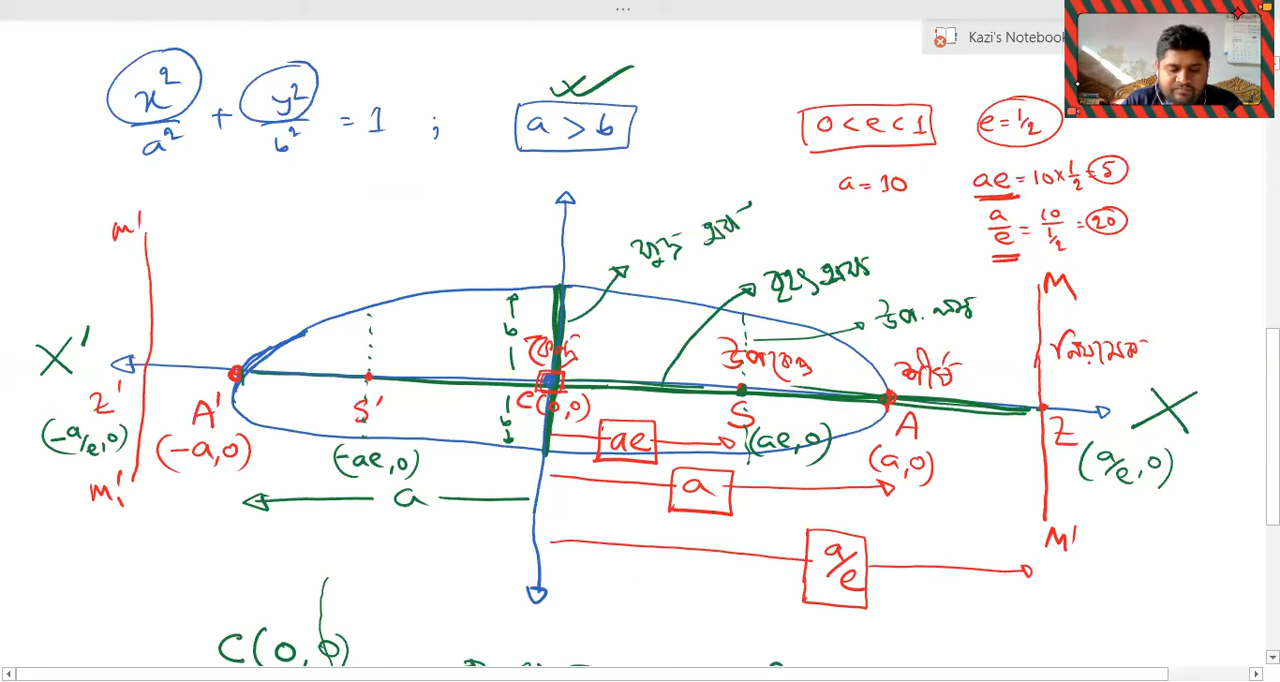 Kazi's Notebook
x²/a² + y²/b² = 1 ; a > b
0 < e < 1 e = 1/2
a = 10
ae = 10 × 1/2 = 5
a/e = 10/(1/2) = 20
ক্ষুদ্র অক্ষ
বৃহৎ অক্ষ
উপ. লম্ব
m'
M
b
কেন্দ্র
উপকেন্দ্র
শীর্ষ
নিয়ামক
X'
X
Z'
A'
S'
C(0,0)
S
A
Z
(-a/e, 0)
(-a, 0)
(-ae, 0)
b
ae
(ae, 0)
(a, 0)
(a/e, 0)
m'
a
a
M'
a/e
C(0, 0)